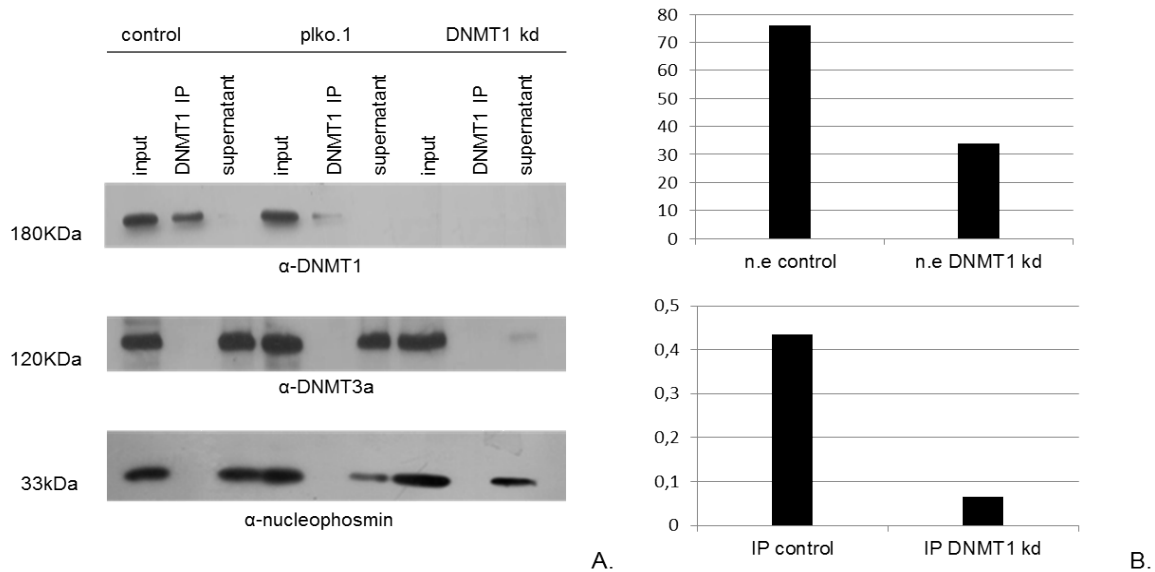 control plko.1 DNMT1 kd
input DNMT1 IP supernatant input DNMT1 IP supernatant input DNMT1 IP supernatant
180KDa
α-DNMT1
120KDa
α-DNMT3a
33kDa
α-nucleophosmin
A.
80
70
60
50
40
30
20
10
0
n.e control n.e DNMT1 kd
0,5
0,4
0,3
0,2
0,1
0
IP control IP DNMT1 kd
B.